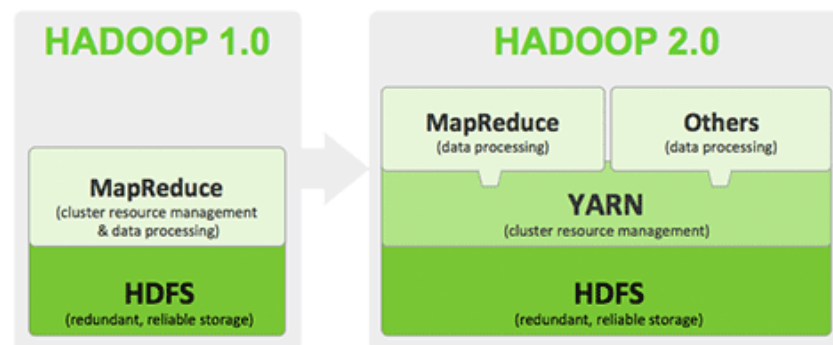 HADOOP 1.0
MapReduce
(cluster resource management
& data processing)
HDFS
(redundant, reliable storage)
HADOOP 2.0
MapReduce
(data processing)
Others
(data processing)
YARN
(cluster resource management)
HDFS
(redundant, reliable storage)